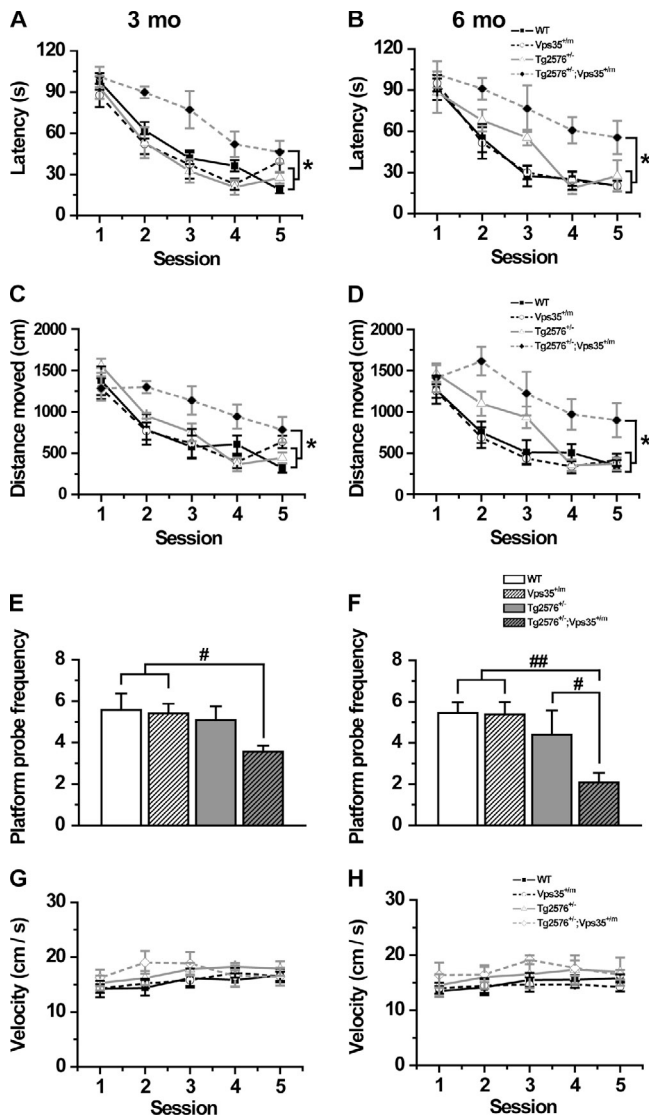 A 3 mo
B 6 mo
WT
Vps35+/m
Tg2576+/-
Tg2576+/-;Vps35+/m
Latency (s)
120
90
60
30
0
1 2 3 4 5
Session
*
Latency (s)
120
90
60
30
0
1 2 3 4 5
Session
*
C
Distance moved (cm)
2000
1500
1000
500
0
1 2 3 4 5
Session
*
D
WT
Vps35+/m
Tg2576+/-
Tg2576+/-;Vps35+/m
Distance moved (cm)
2000
1500
1000
500
0
1 2 3 4 5
Session
*
E
Platform probe frequency
8
6
4
2
0
#
F
WT
Vps35+/m
Tg2576+/-
Tg2576+/-;Vps35+/m
Platform probe frequency
8
6
4
2
0
##
#
G
Velocity (cm / s)
30
20
10
0
1 2 3 4 5
Session
H
WT
Vps35+/m
Tg2576+/-
Tg2576+/-;Vps35+/m
Velocity (cm / s)
30
20
10
0
1 2 3 4 5
Session